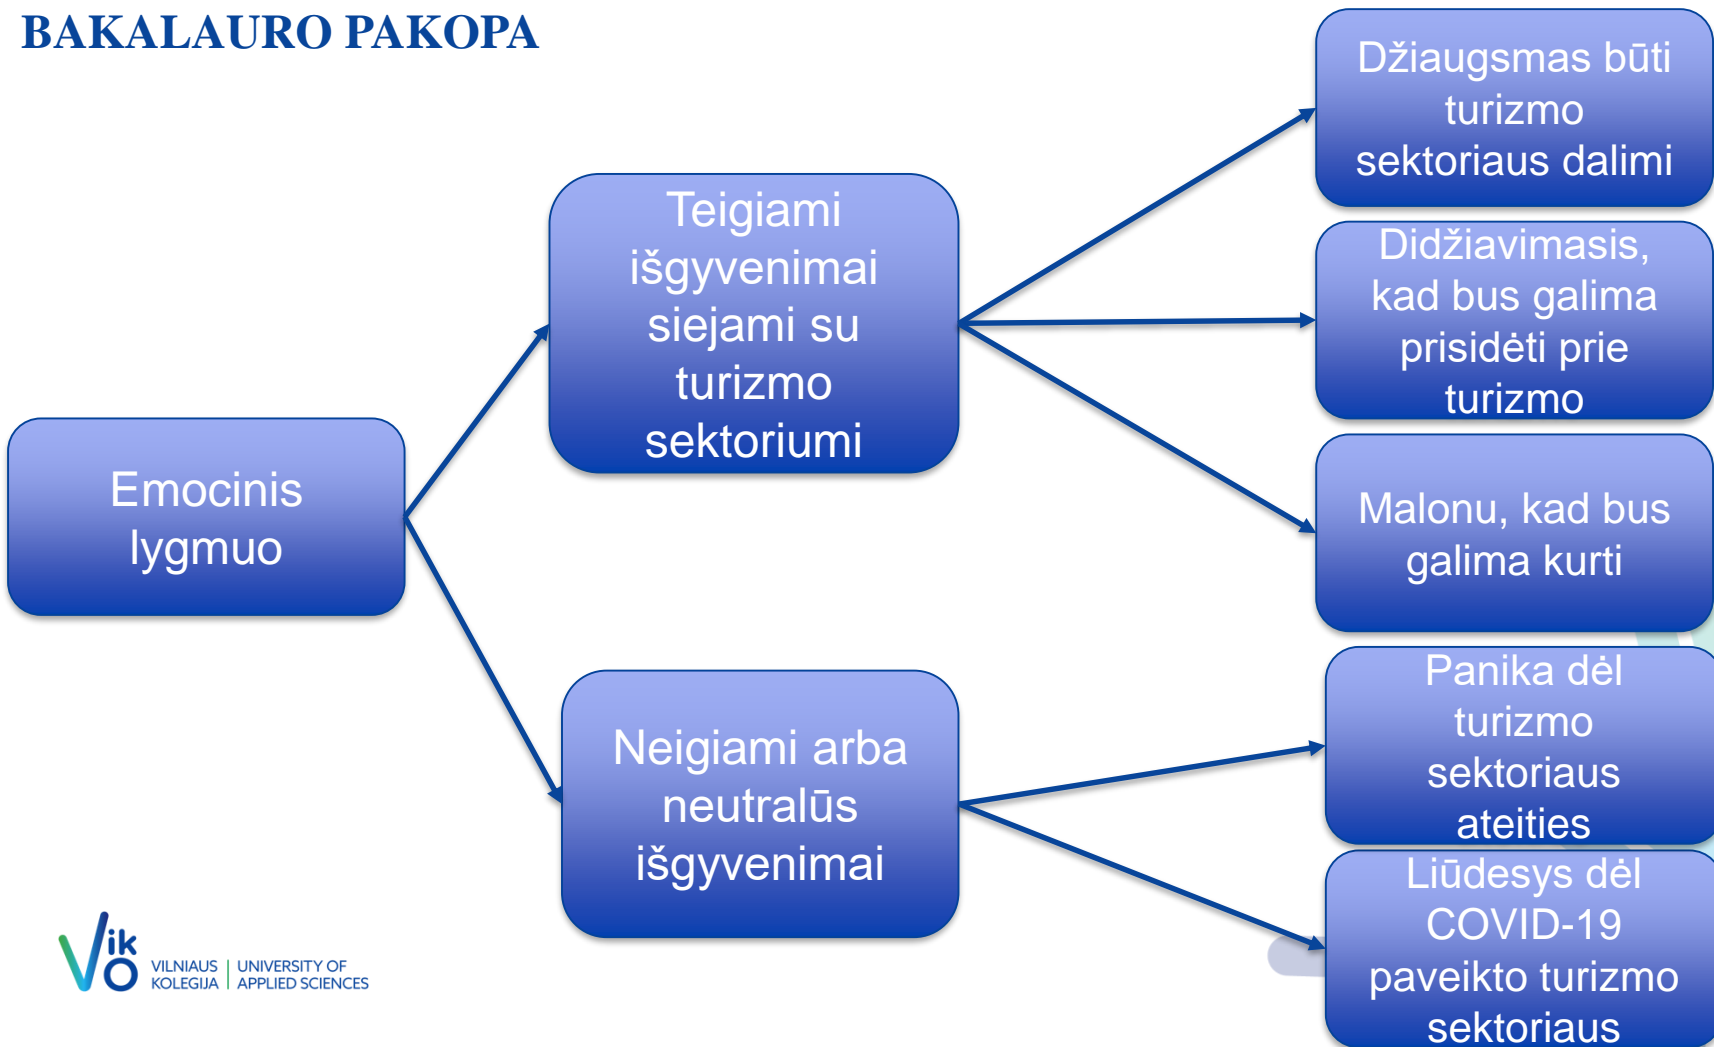 BAKALAURO PAKOPA
Emocinis
lygmuo
Teigiami
išgyvenimai
siejami su
turizmo
sektoriumi
Neigiami arba
neutralūs
išgyvenimai
Džiaugsmas būti
turizmo
sektoriaus dalimi
Didžiavimasis,
kad bus galima
prisidėti prie
turizmo
Malonu, kad bus
galima kurti
Panika dėl
turizmo
sektoriaus
ateities
Liūdesys dėl
COVID-19
paveikto turizmo
sektoriaus
Viko
VILNIAUS
KOLEGIJA
UNIVERSITY OF
APPLIED SCIENCES